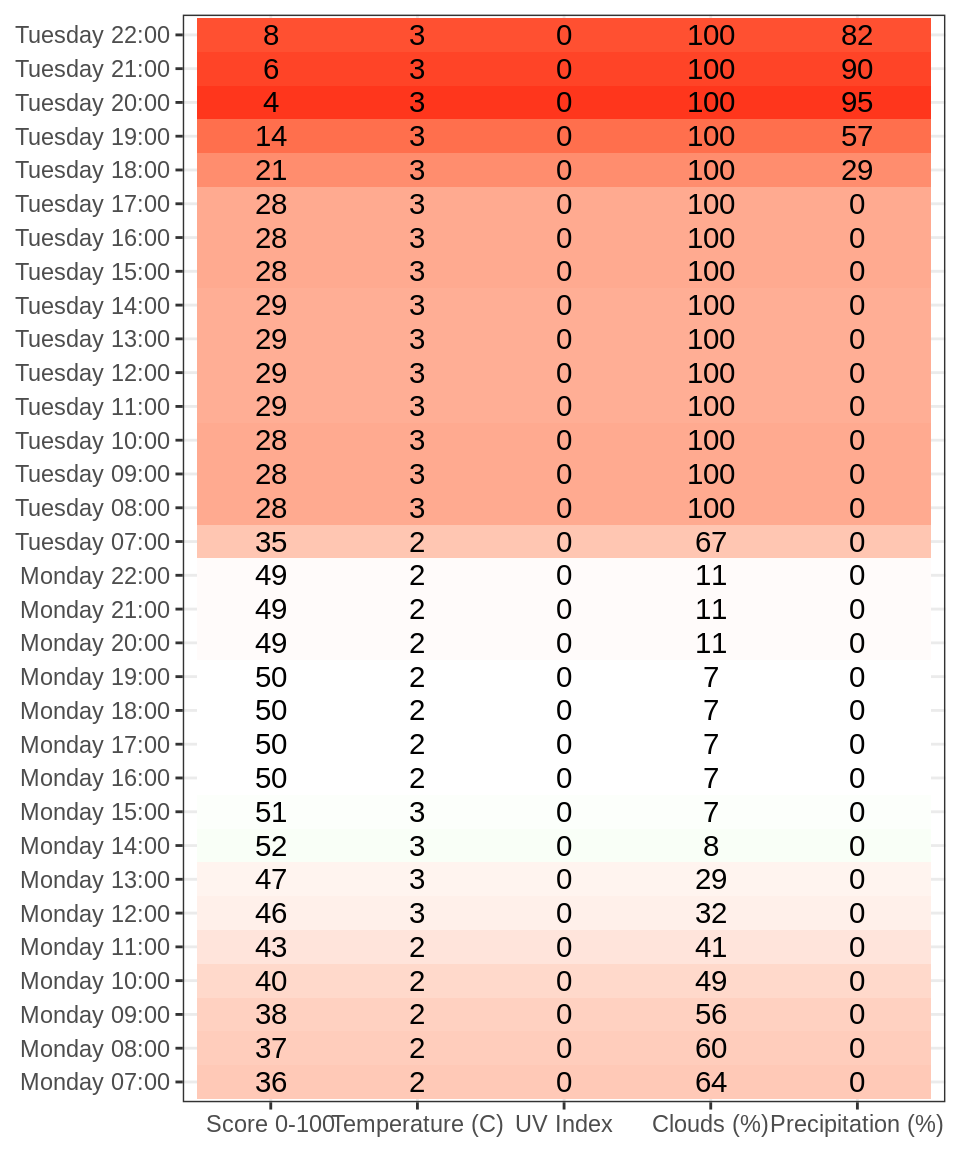 Tuesday 22:00 8 3 0 100 82
Tuesday 21:00 6 3 0 100 90
Tuesday 20:00 4 3 0 100 95
Tuesday 19:00 14 3 0 100 57
Tuesday 18:00 21 3 0 100 29
Tuesday 17:00 28 3 0 100 0
Tuesday 16:00 28 3 0 100 0
Tuesday 15:00 28 3 0 100 0
Tuesday 14:00 29 3 0 100 0
Tuesday 13:00 29 3 0 100 0
Tuesday 12:00 29 3 0 100 0
Tuesday 11:00 29 3 0 100 0
Tuesday 10:00 28 3 0 100 0
Tuesday 09:00 28 3 0 100 0
Tuesday 08:00 28 3 0 100 0
Tuesday 07:00 35 2 0 67 0
Monday 22:00 49 2 0 11 0
Monday 21:00 49 2 0 11 0
Monday 20:00 49 2 0 11 0
Monday 19:00 50 2 0 7 0
Monday 18:00 50 2 0 7 0
Monday 17:00 50 2 0 7 0
Monday 16:00 50 2 0 7 0
Monday 15:00 51 3 0 7 0
Monday 14:00 52 3 0 8 0
Monday 13:00 47 3 0 29 0
Monday 12:00 46 3 0 32 0
Monday 11:00 43 2 0 41 0
Monday 10:00 40 2 0 49 0
Monday 09:00 38 2 0 56 0
Monday 08:00 37 2 0 60 0
Monday 07:00 36 2 0 64 0
Score 0-100 Temperature (C) UV Index Clouds (%) Precipitation (%)